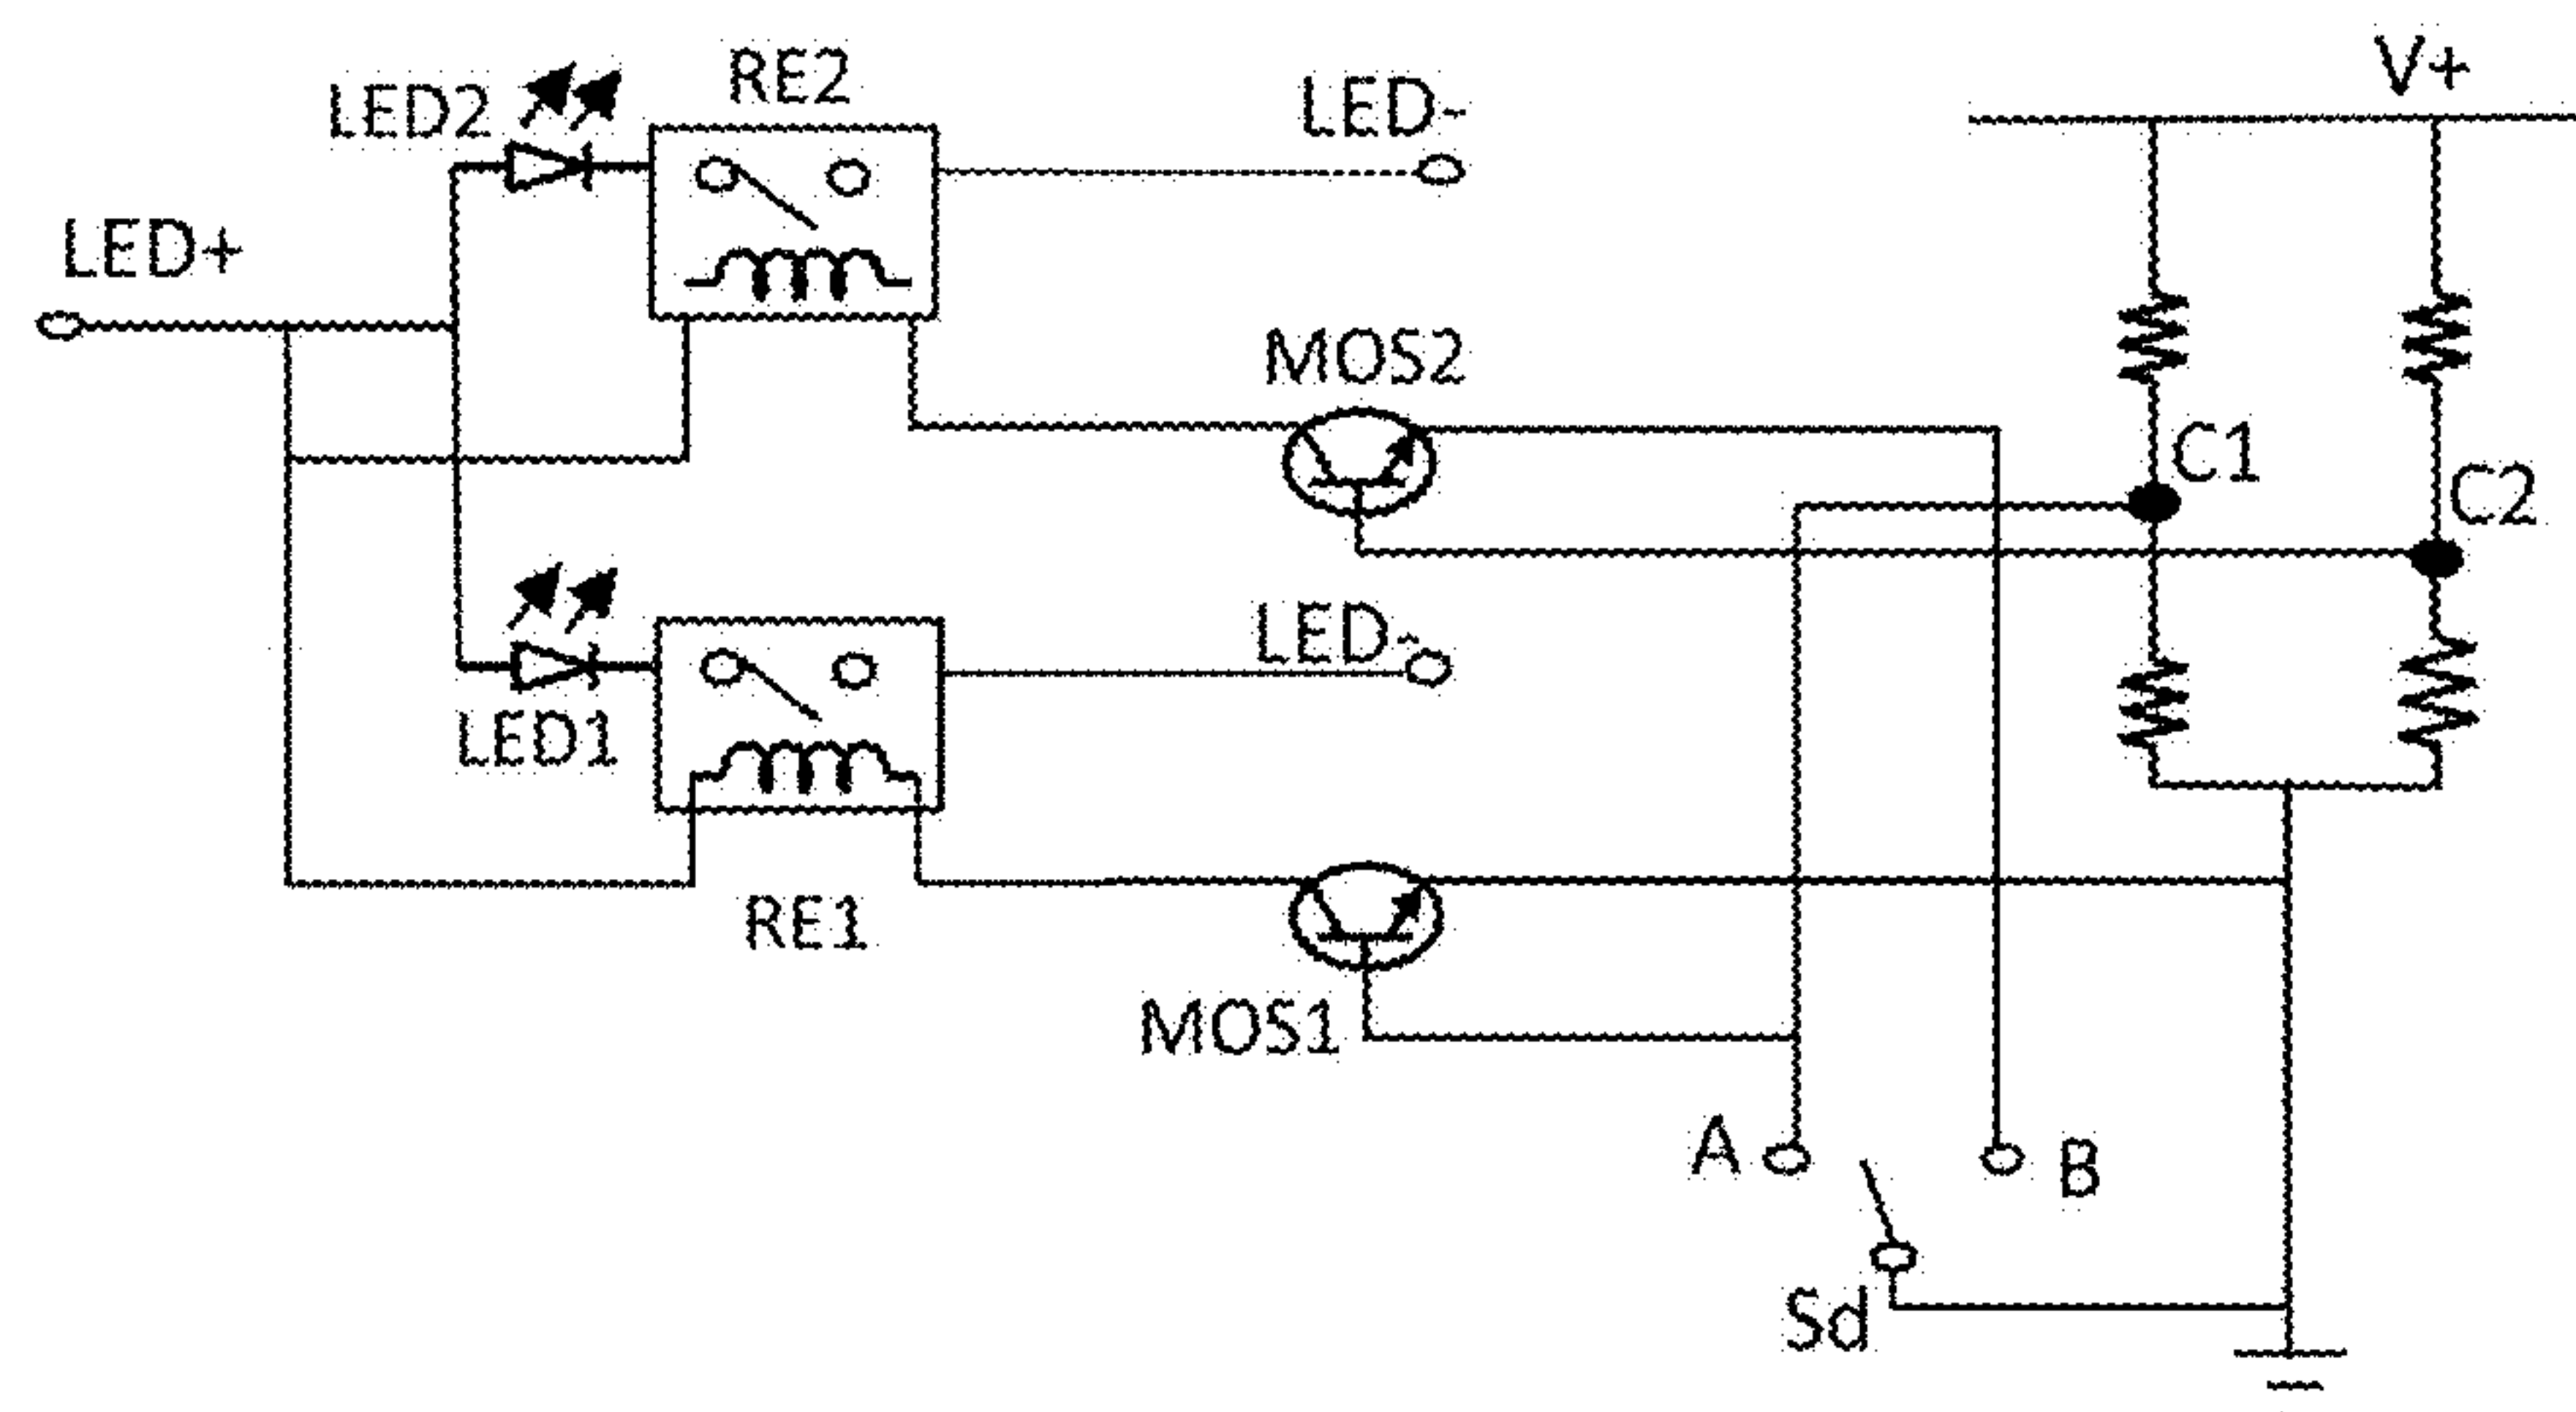 RE2
LED-
V+
LED2
LED+
MOS2
C1
C2
LED-
LED1
RE1
MOS1
A
B
Sd